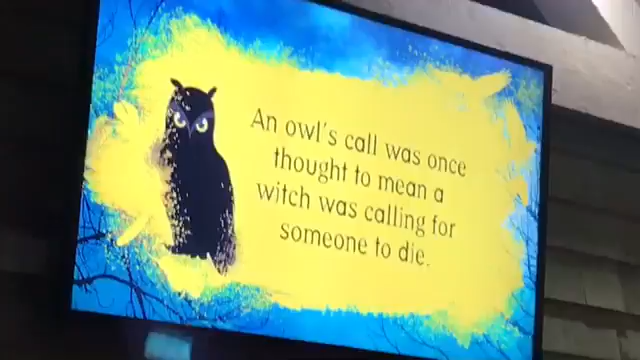 An owl's call was once
thought to mean a
witch was calling for
someone to die.